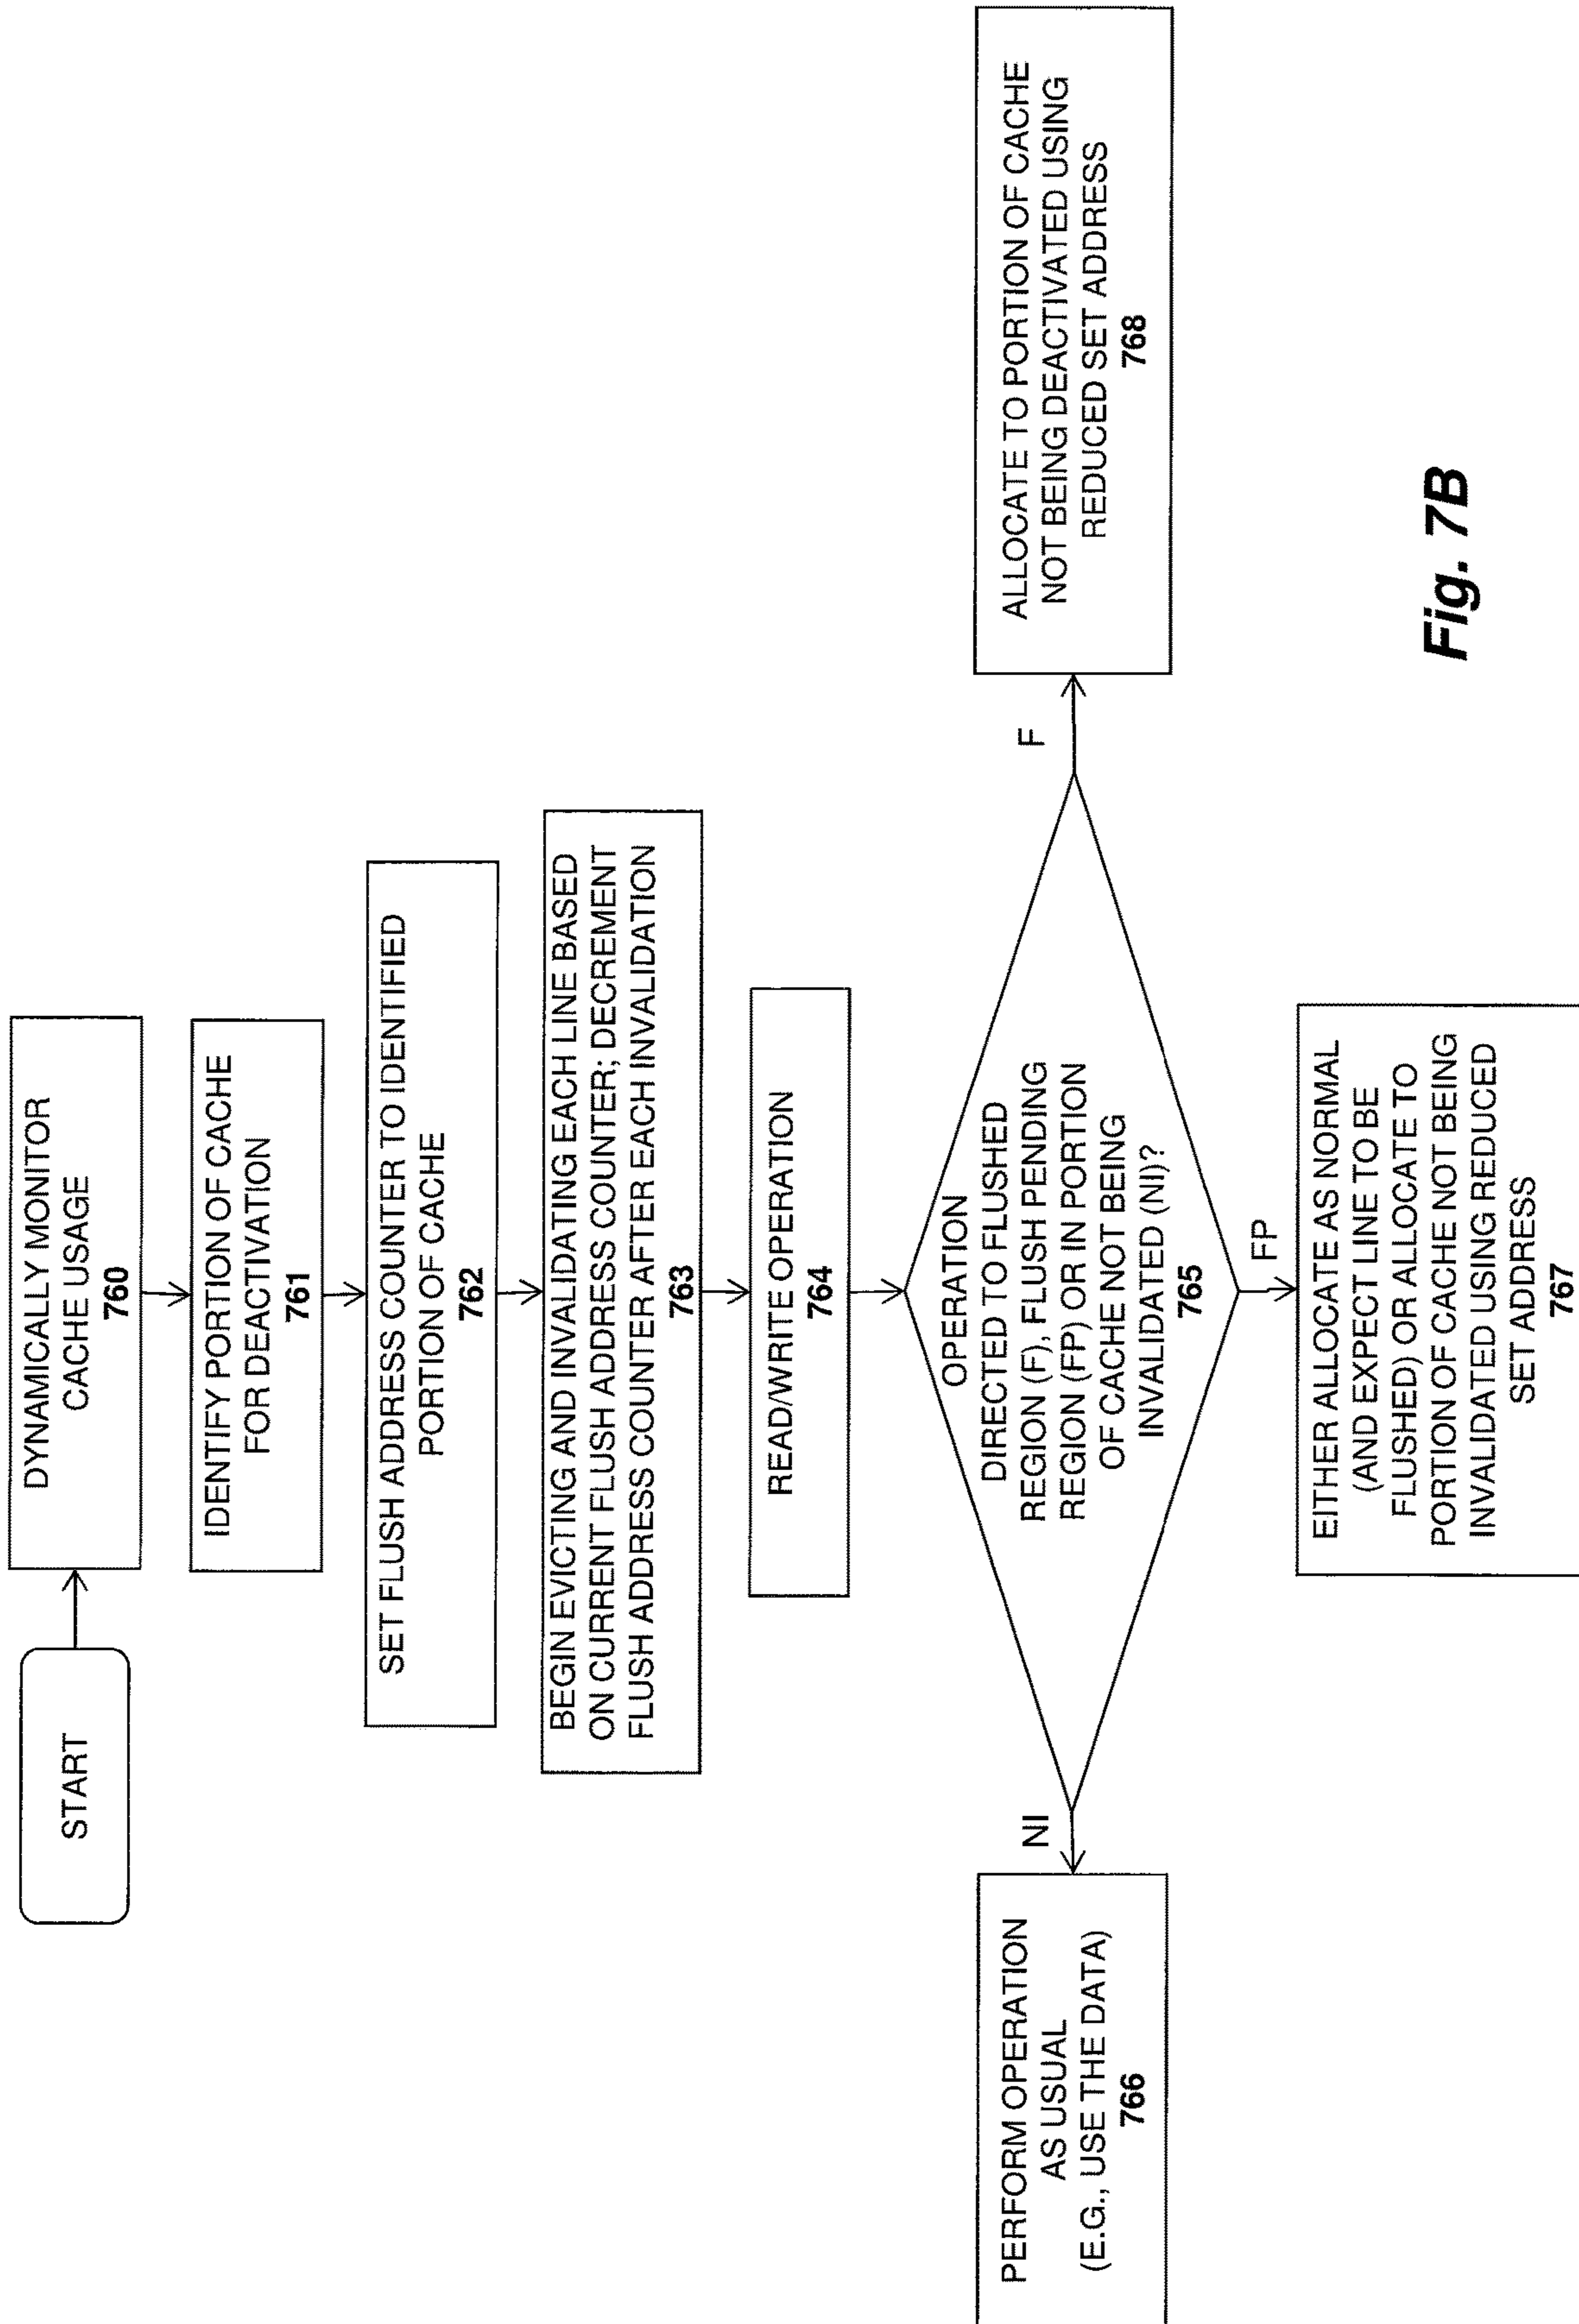 START
DYNAMICALLY MONITOR
CACHE USAGE
760
IDENTIFY PORTION OF CACHE
FOR DEACTIVATION
761
SET FLUSH ADDRESS COUNTER TO IDENTIFIED
PORTION OF CACHE
762
BEGIN EVICTING AND INVALIDATING EACH LINE BASED
ON CURRENT FLUSH ADDRESS COUNTER; DECREMENT
FLUSH ADDRESS COUNTER AFTER EACH INVALIDATION
763
READ/WRITE OPERATION
764
OPERATION
DIRECTED TO FLUSHED
REGION (F), FLUSH PENDING
REGION (FP) OR IN PORTION
OF CACHE NOT BEING
INVALIDATED (NI)?
765
NI
PERFORM OPERATION
AS USUAL
(E.G., USE THE DATA)
766
FP
EITHER ALLOCATE AS NORMAL
(AND EXPECT LINE TO BE
FLUSHED) OR ALLOCATE TO
PORTION OF CACHE NOT BEING
INVALIDATED USING REDUCED
SET ADDRESS
767
F
ALLOCATE TO PORTION OF CACHE
NOT BEING DEACTIVATED USING
REDUCED SET ADDRESS
768
Fig. 7B